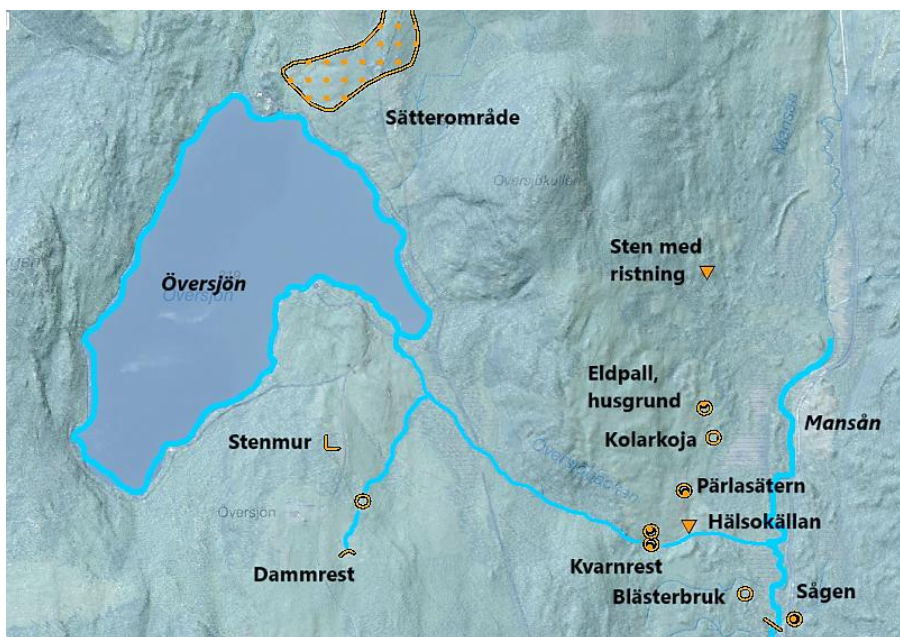 Sätterområde
Mansån
Översjökullen
Sten med
ristning
Översjön
Översjön
Eldpall,
husgrund
Mansån
Stenmur
Kolarkoja
Översjöbäcken
Pärlasätern
Översjön
Hälsokällan
Kvarnrest
Dammrest
Blästerbruk
Sågen